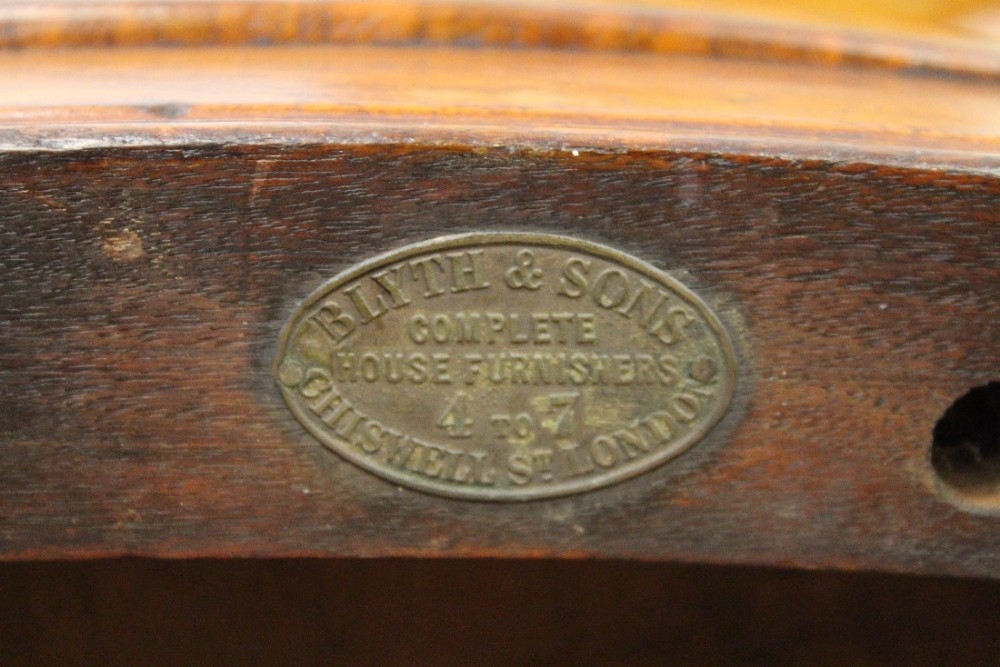 BLYTH & SONS
COMPLETE
HOUSE FURNISHERS
4 TO 7
CHISWELL ST LONDON